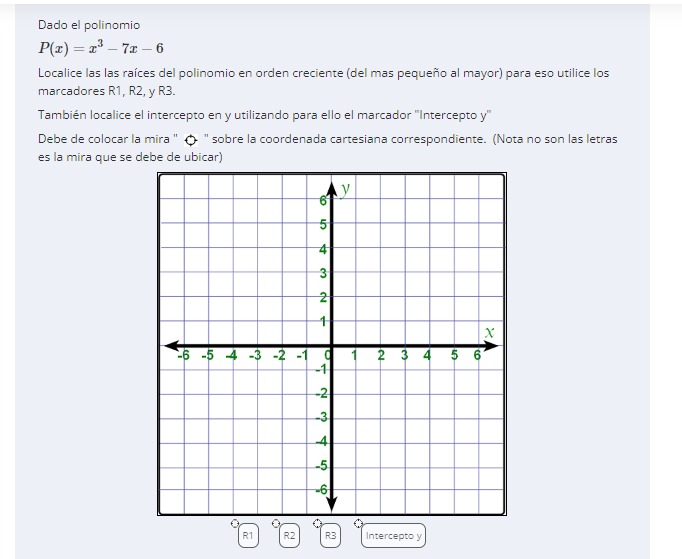 Dado el polinomio
P(x) = x³ − 7x − 6
Localice las las raíces del polinomio en orden creciente (del mas pequeño al mayor) para eso utilice los
marcadores R1, R2, y R3.
También localice el intercepto en y utilizando para ello el marcador "Intercepto y"
Debe de colocar la mira " " sobre la coordenada cartesiana correspondiente. (Nota no son las letras
es la mira que se debe de ubicar)
y
6
5
4
3
2
1
x
-6 -5 -4 -3 -2 -1 0 1 2 3 4 5 6
-1
-2
-3
-4
-5
-6
R1 R2 R3 Intercepto y